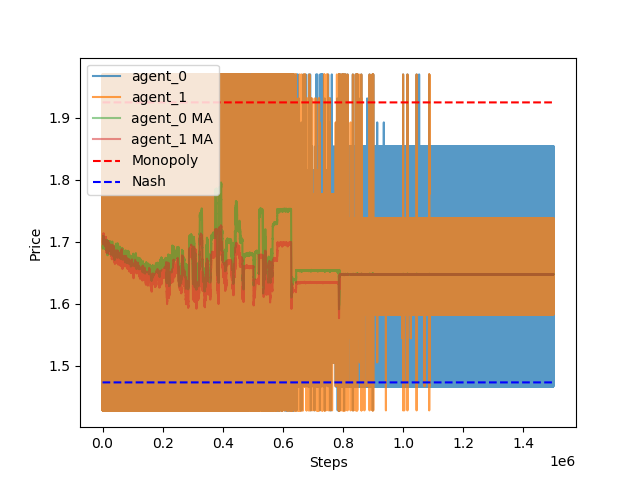 agent_0
agent_1
agent_0 MA
agent_1 MA
Monopoly
Nash
Price
1.9
1.8
1.7
1.6
1.5
0.0 0.2 0.4 0.6 0.8 1.0 1.2 1.4
1e6
Steps